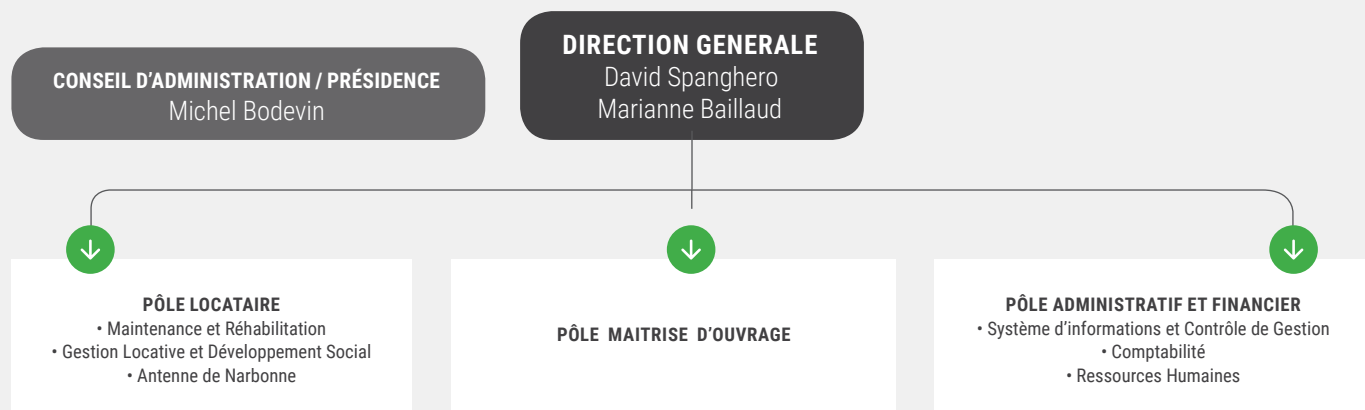 CONSEIL D'ADMINISTRATION / PRÉSIDENCE
Michel Bodevin
DIRECTION GENERALE
David Spanghero
Marianne Baillaud
PÔLE LOCATAIRE
• Maintenance et Réhabilitation
• Gestion Locative et Développement Social
• Antenne de Narbonne
PÔLE MAITRISE D'OUVRAGE
PÔLE ADMINISTRATIF ET FINANCIER
• Système d'informations et Contrôle de Gestion
• Comptabilité
• Ressources Humaines